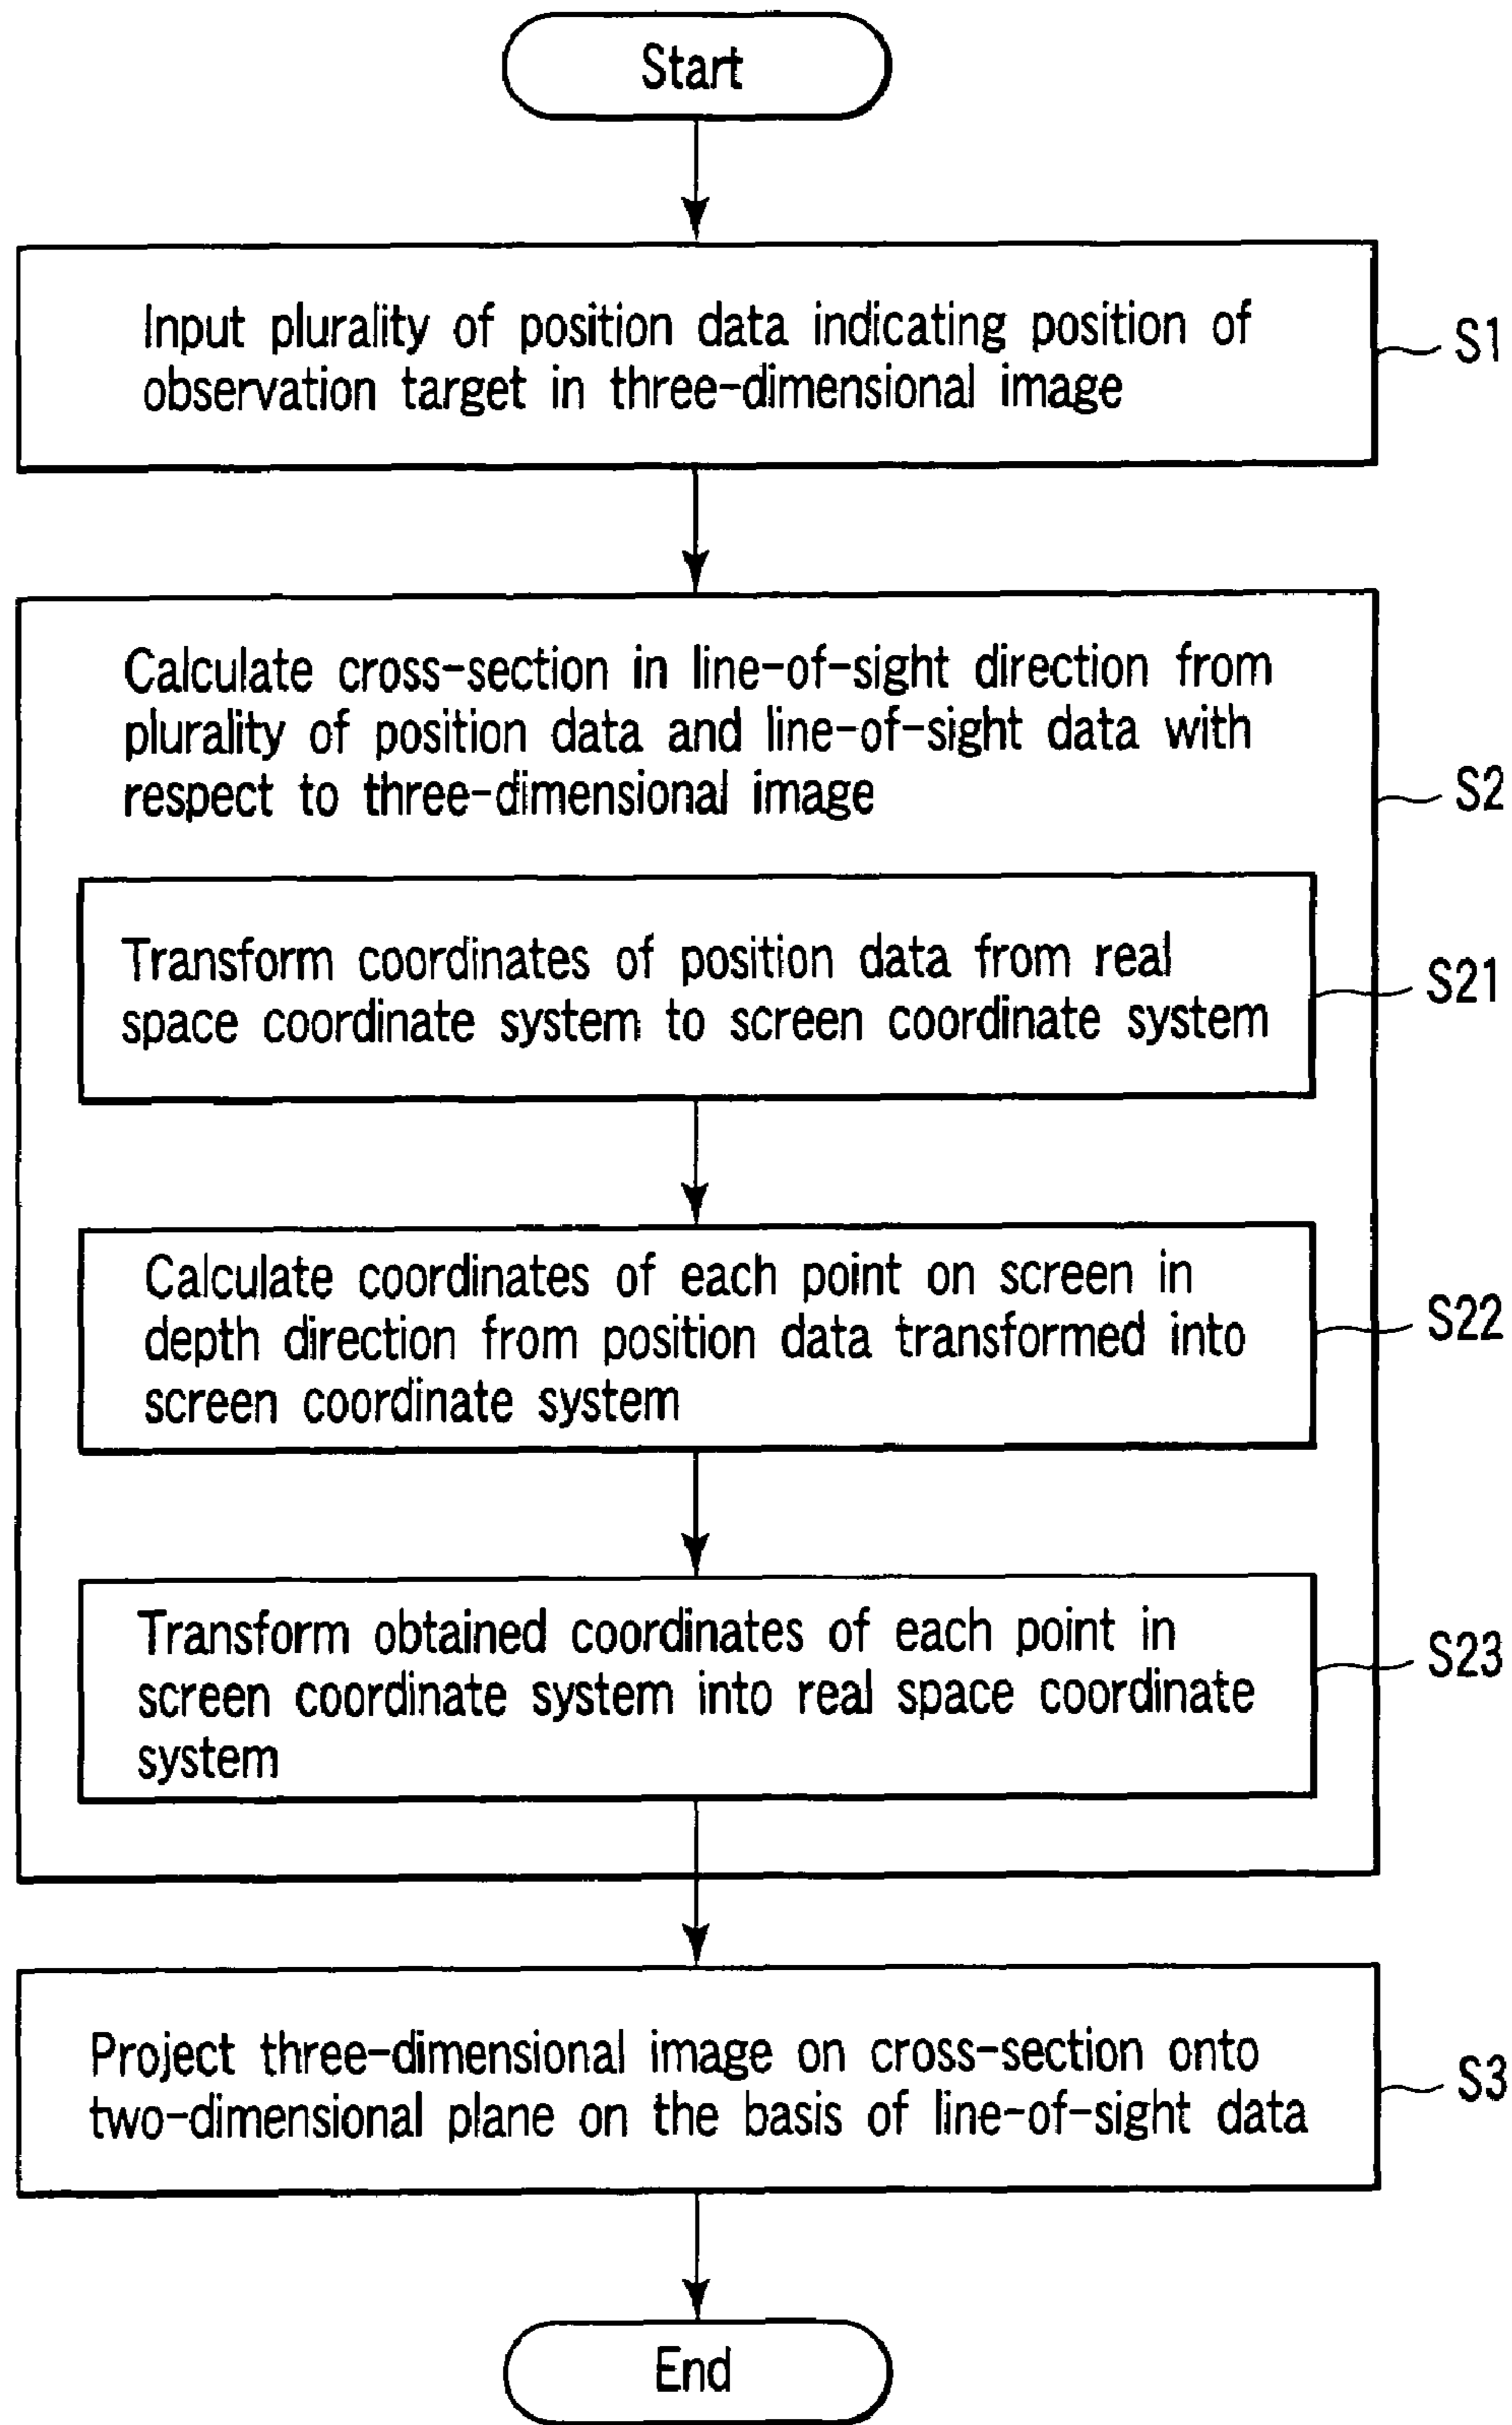 Start
Input plurality of position data indicating position of
observation target in three-dimensional image
S1
Calculate cross-section in line-of-sight direction from
plurality of position data and line-of-sight data with
respect to three-dimensional image
S2
Transform coordinates of position data from real
space coordinate system to screen coordinate system
S21
Calculate coordinates of each point on screen in
depth direction from position data transformed into
screen coordinate system
S22
Transform obtained coordinates of each point in
screen coordinate system into real space coordinate
system
S23
Project three-dimensional image on cross-section onto
two-dimensional plane on the basis of line-of-sight data
S3
End